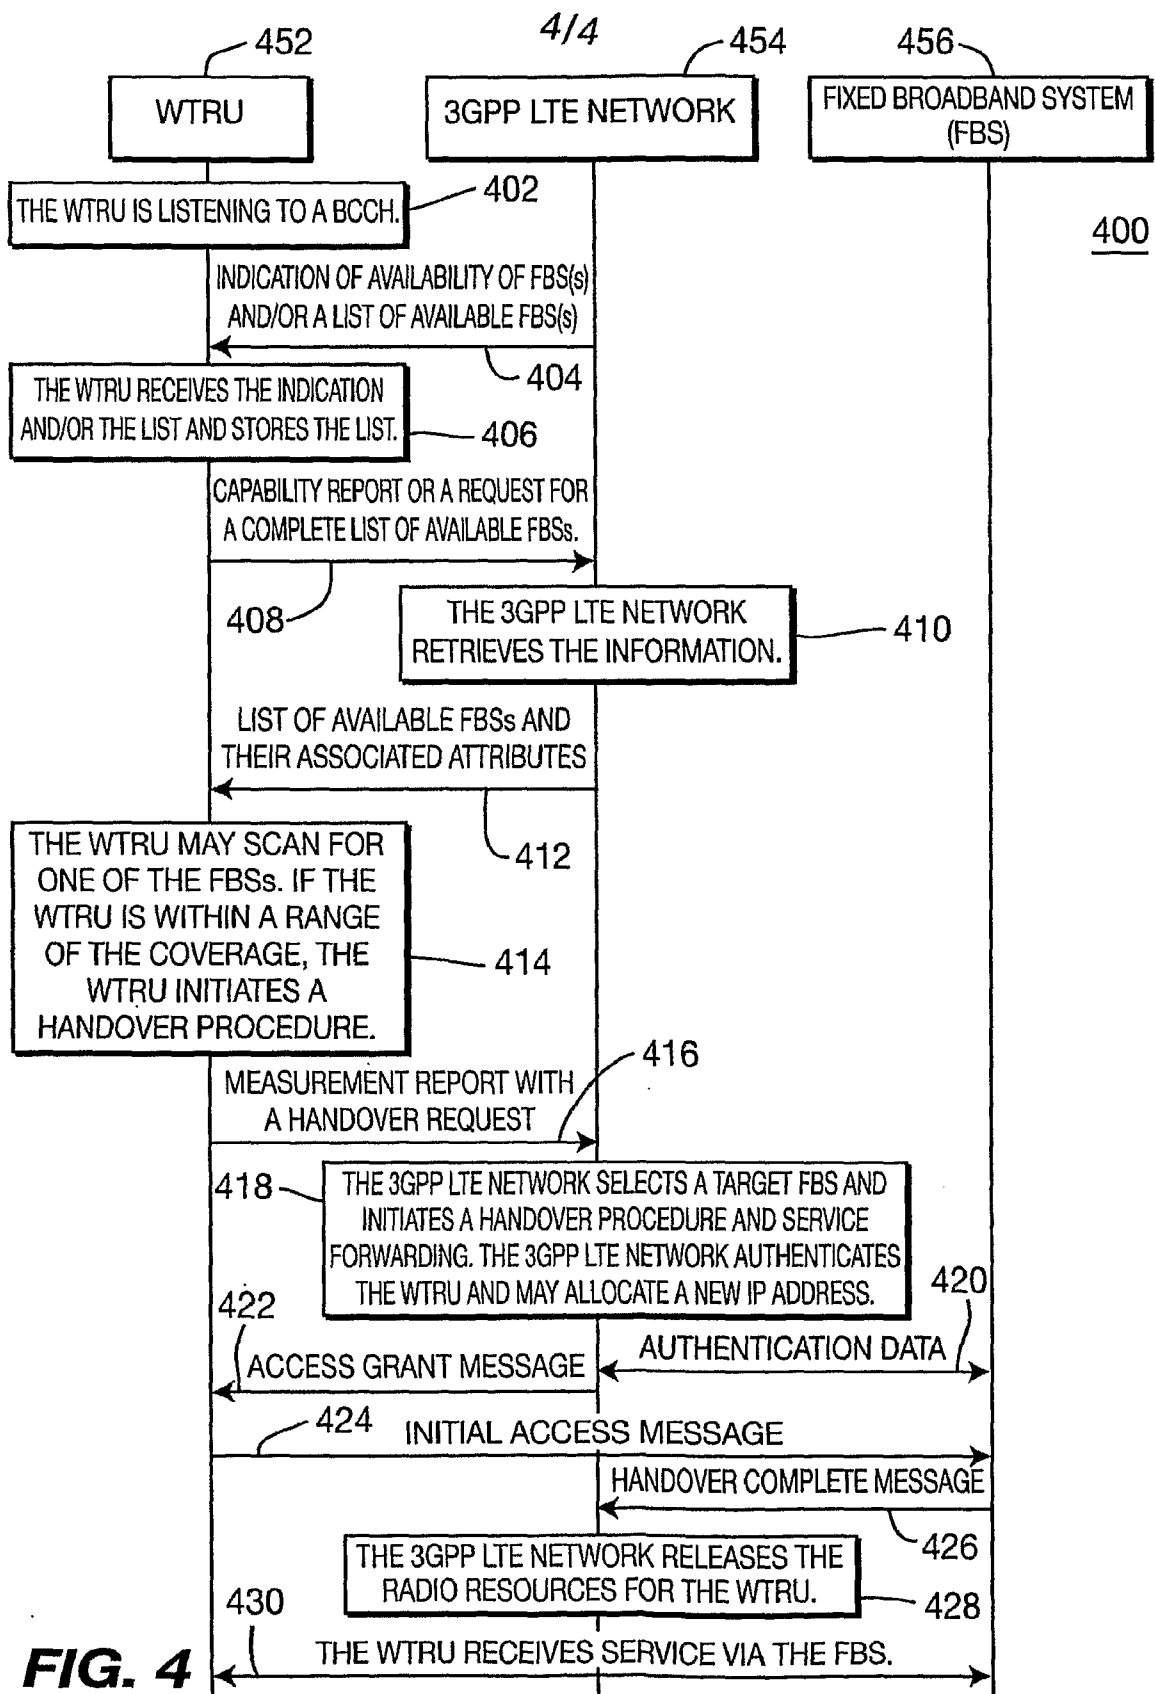 4/4
452
454
456
WTRU
3GPP LTE NETWORK
FIXED BROADBAND SYSTEM
(FBS)
THE WTRU IS LISTENING TO A BCCH.
402
400
INDICATION OF AVAILABILITY OF FBS(s)
AND/OR A LIST OF AVAILABLE FBS(s)
404
THE WTRU RECEIVES THE INDICATION
AND/OR THE LIST AND STORES THE LIST.
406
CAPABILITY REPORT OR A REQUEST FOR
A COMPLETE LIST OF AVAILABLE FBSs.
408
THE 3GPP LTE NETWORK
RETRIEVES THE INFORMATION.
410
LIST OF AVAILABLE FBSs AND
THEIR ASSOCIATED ATTRIBUTES
412
THE WTRU MAY SCAN FOR
ONE OF THE FBSs. IF THE
WTRU IS WITHIN A RANGE
OF THE COVERAGE, THE
WTRU INITIATES A
HANDOVER PROCEDURE.
414
MEASUREMENT REPORT WITH
A HANDOVER REQUEST
416
418
THE 3GPP LTE NETWORK SELECTS A TARGET FBS AND
INITIATES A HANDOVER PROCEDURE AND SERVICE
FORWARDING. THE 3GPP LTE NETWORK AUTHENTICATES
THE WTRU AND MAY ALLOCATE A NEW IP ADDRESS.
420
422
AUTHENTICATION DATA
ACCESS GRANT MESSAGE
424
INITIAL ACCESS MESSAGE
HANDOVER COMPLETE MESSAGE
426
THE 3GPP LTE NETWORK RELEASES THE
RADIO RESOURCES FOR THE WTRU.
428
430
THE WTRU RECEIVES SERVICE VIA THE FBS.
FIG. 4